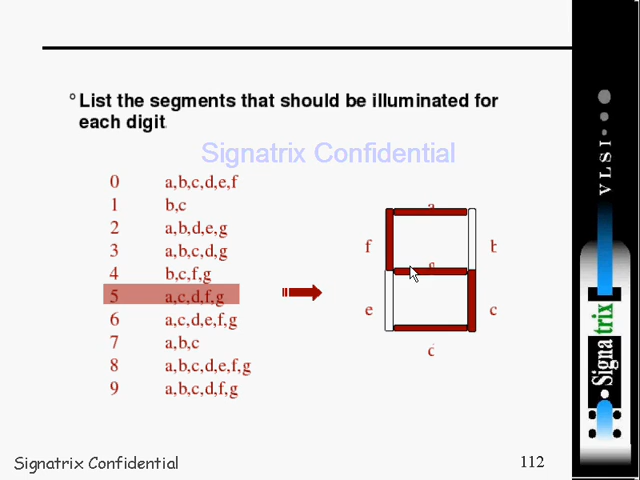 ° List the segments that should be illuminated for
each digit.
Signatrix Confidential
0 a,b,c,d,e,f
1 b,c
2 a,b,d,e,g
3 a,b,c,d,g
4 b,c,f,g
5 a,c,d,f,g
6 a,c,d,e,f,g
7 a,b,c
8 a,b,c,d,e,f,g
9 a,b,c,d,f,g
a
f b
g
e c
d
VLSI
Signatrix
Signatrix Confidential
112